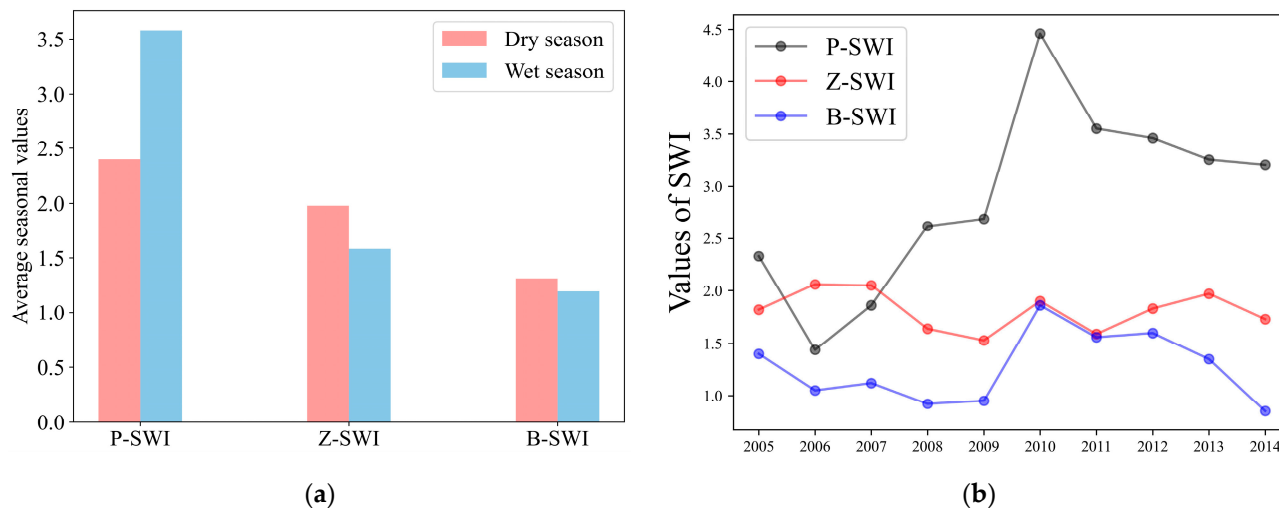 Average seasonal values
3.5
3.0
2.5
2.0
1.5
1.0
0.5
0.0
Dry season
Wet season
P-SWI Z-SWI B-SWI
(a)
Values of SWI
4.5
4.0
3.5
3.0
2.5
2.0
1.5
1.0
P-SWI
Z-SWI
B-SWI
2005 2006 2007 2008 2009 2010 2011 2012 2013 2014
(b)